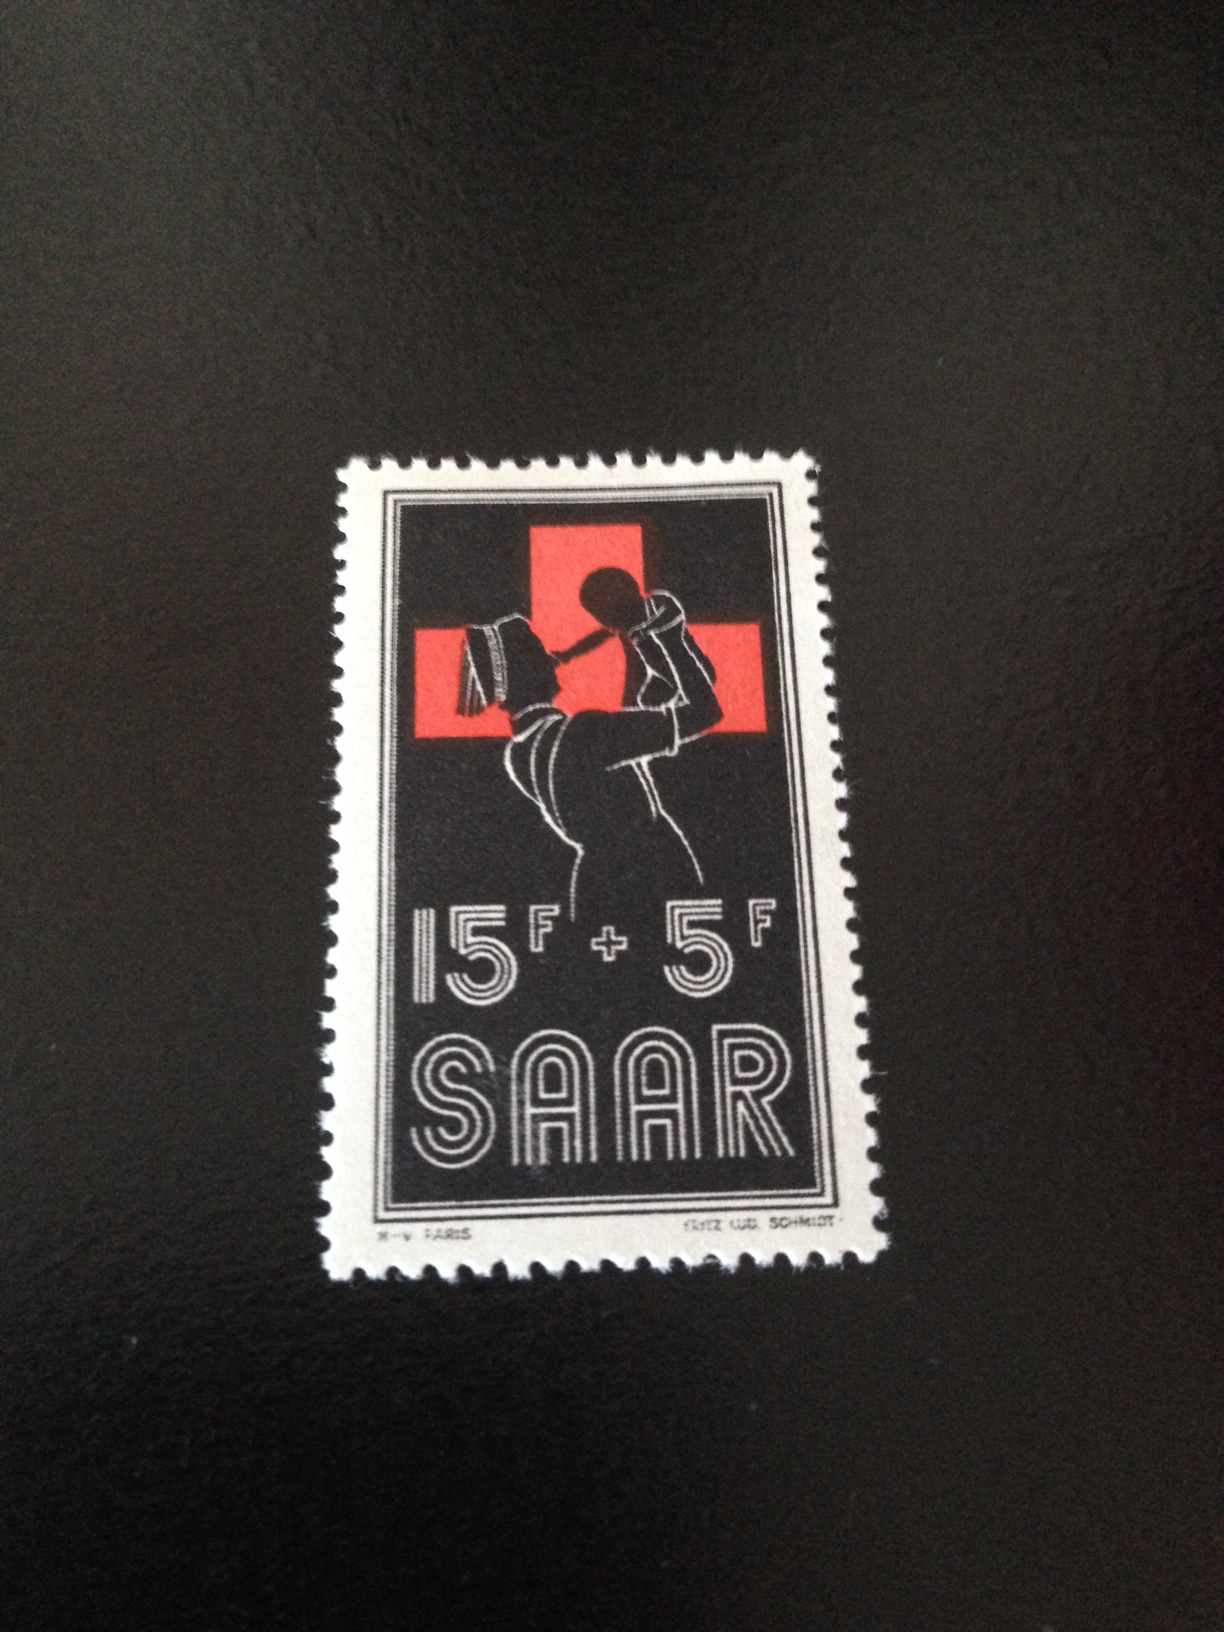 15F + 5F
SAAR
H-V PARIS
FRITZ LUD. SCHMIDT